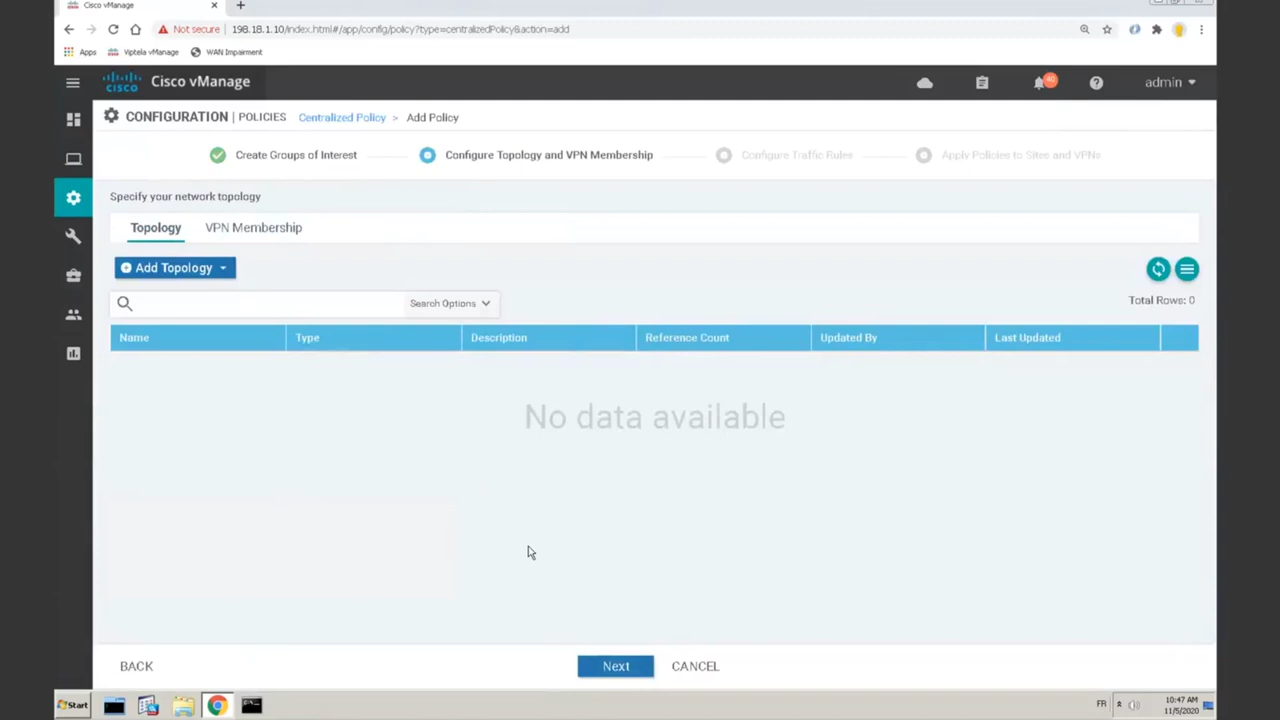 Cisco vManage
Not secure | 198.18.1.10/index.html#/app/config/policy?type=centralizedPolicy&action=add
Apps Viptela vManage WAN Impairment
CISCO Cisco vManage
admin
CONFIGURATION | POLICIES Centralized Policy > Add Policy
Create Groups of Interest Configure Topology and VPN Membership Configure Traffic Rules Apply Policies to Sites and VPNs
Specify your network topology
Topology VPN Membership
Add Topology
Search Options
Total Rows: 0
Name Type Description Reference Count Updated By Last Updated
No data available
BACK Next CANCEL
Start FR 10:47 AM
11/5/2020